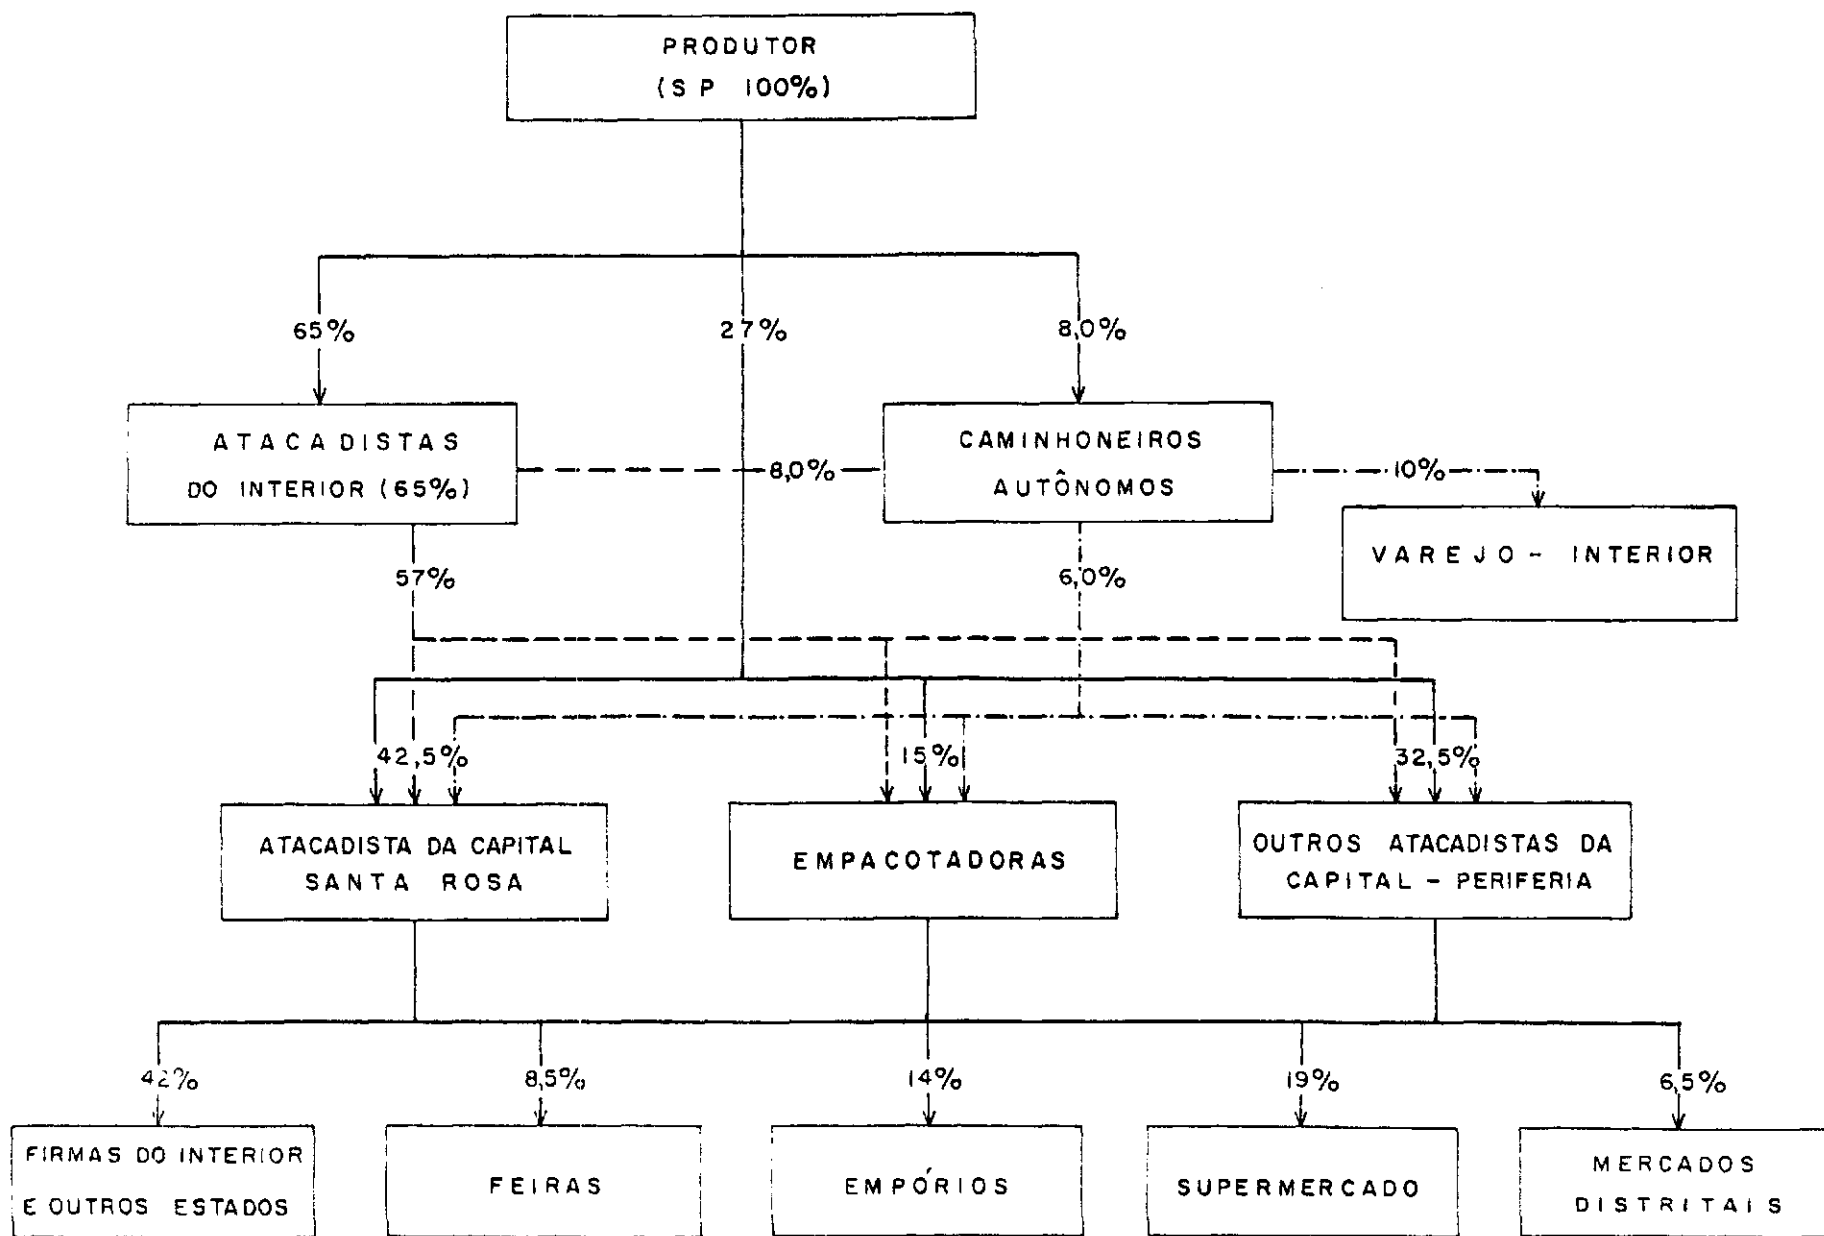 PRODUTOR
(SP 100%)
65%
27%
8,0%
ATACADISTAS
DO INTERIOR (65%)
8,0%
CAMINHONEIROS
AUTÔNOMOS
10%
VAREJO - INTERIOR
57%
6,0%
42,5%
15%
32,5%
ATACADISTA DA CAPITAL
SANTA ROSA
EMPACOTADORAS
OUTROS ATACADISTAS DA
CAPITAL - PERIFERIA
42%
8,5%
14%
19%
6,5%
FIRMAS DO INTERIOR
E OUTROS ESTADOS
FEIRAS
EMPÓRIOS
SUPERMERCADO
MERCADOS
DISTRITAIS